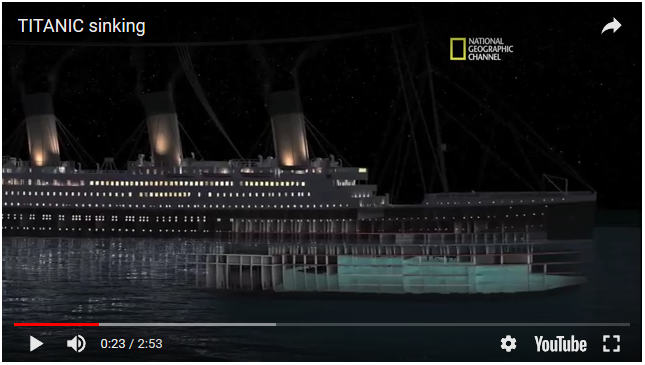 TITANIC sinking
NATIONAL
GEOGRAPHIC
CHANNEL
0:23 / 2:53
YouTube